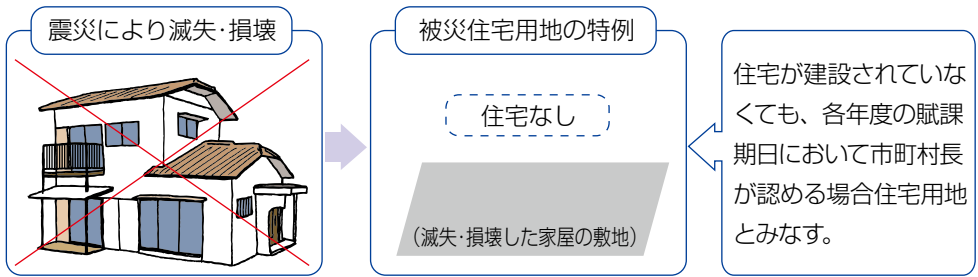 震災により滅失･損壊
被災住宅用地の特例
住宅なし
（滅失･損壊した家屋の敷地）
住宅が建設されていな
くても、各年度の賦課
期日において市町村長
が認める場合住宅用地
とみなす。